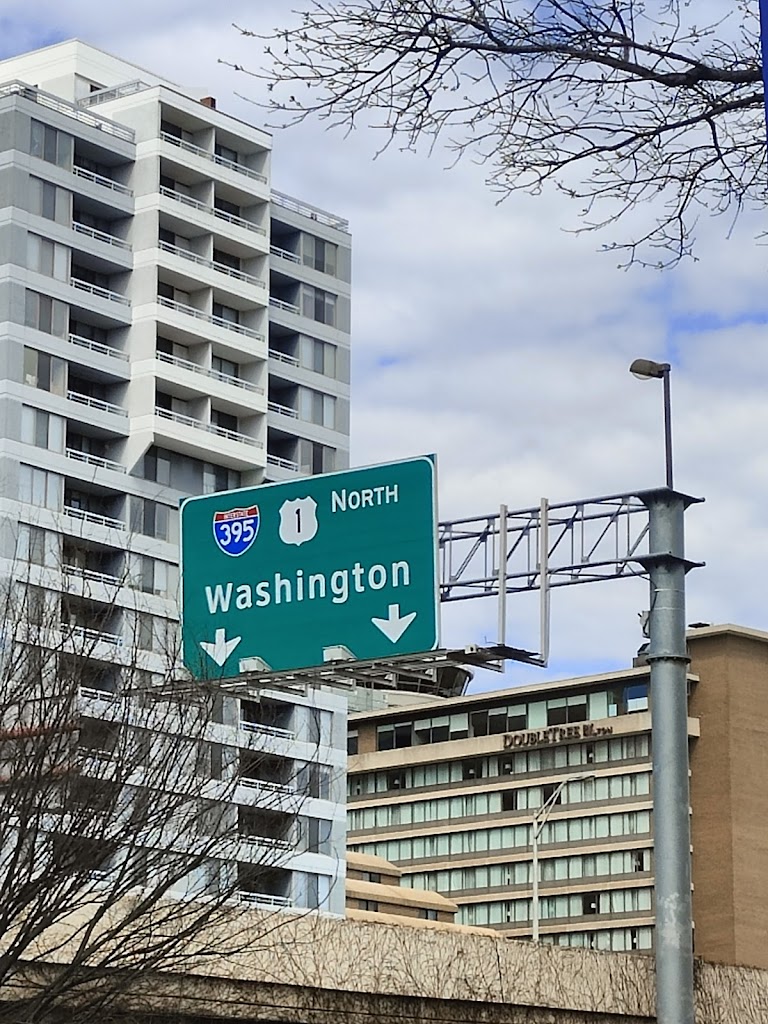 INTERSTATE
395
1
NORTH
Washington
DOUBLETREE